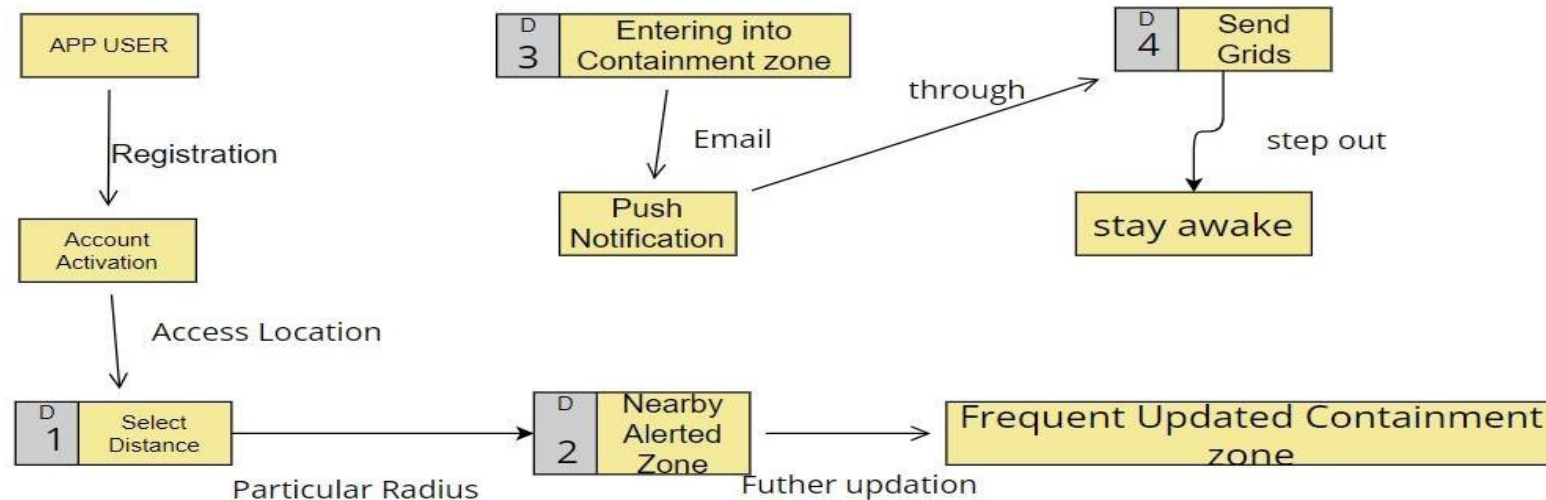 APP USER
D
3
Entering into
Containment zone
D
4
Send
Grids
through
Registration
Email
step out
Push
Notification
stay awake
Account
Activation
Access Location
D
1
Select
Distance
D
2
Nearby
Alerted
Zone
Frequent Updated Containment
zone
Particular Radius
Futher updation